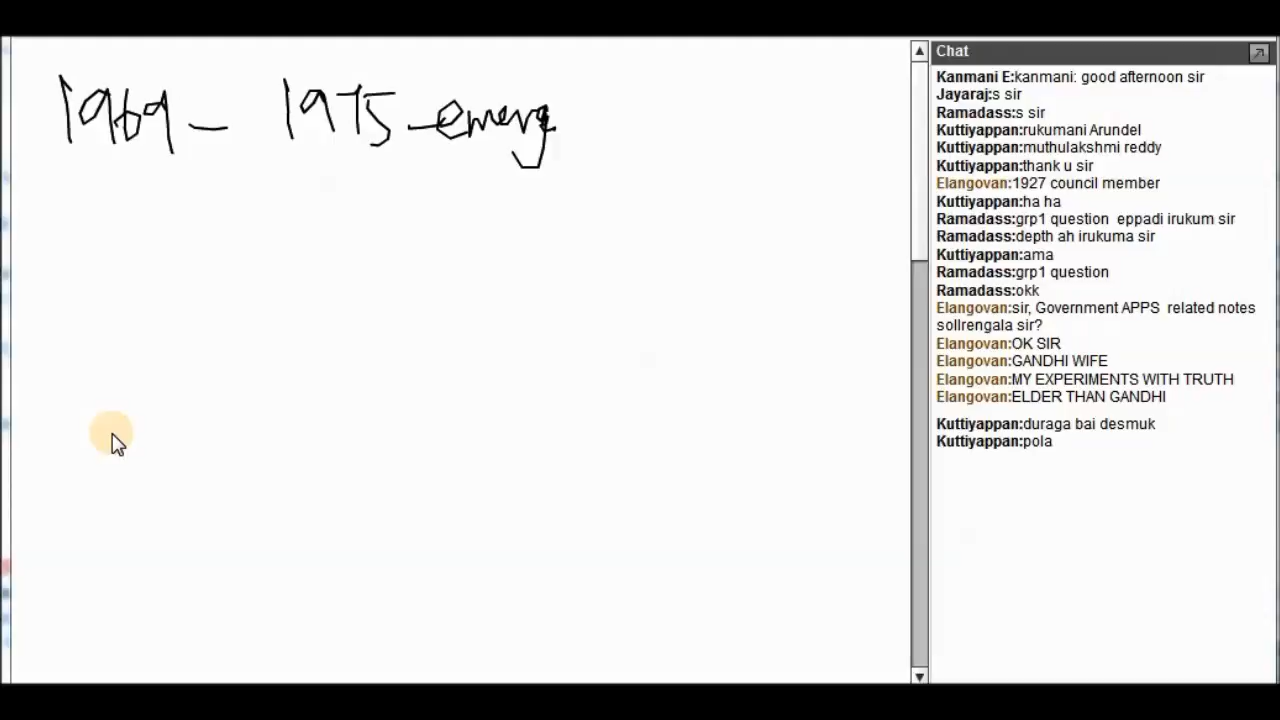 1969 - 1975 - emerg
Chat
Kanmani E:kanmani: good afternoon sir
Jayaraj:s sir
Ramadass:s sir
Kuttiyappan:rukumani Arundel
Kuttiyappan:muthulakshmi reddy
Kuttiyappan:thank u sir
Elangovan:1927 council member
Kuttiyappan:ha ha
Ramadass:grp1 question eppadi irukum sir
Ramadass:depth ah irukuma sir
Kuttiyappan:ama
Ramadass:grp1 question
Ramadass:okk
Elangovan:sir, Government APPS related notes
sollrengala sir?
Elangovan:OK SIR
Elangovan:GANDHI WIFE
Elangovan:MY EXPERIMENTS WITH TRUTH
Elangovan:ELDER THAN GANDHI
Kuttiyappan:duraga bai desmuk
Kuttiyappan:pola